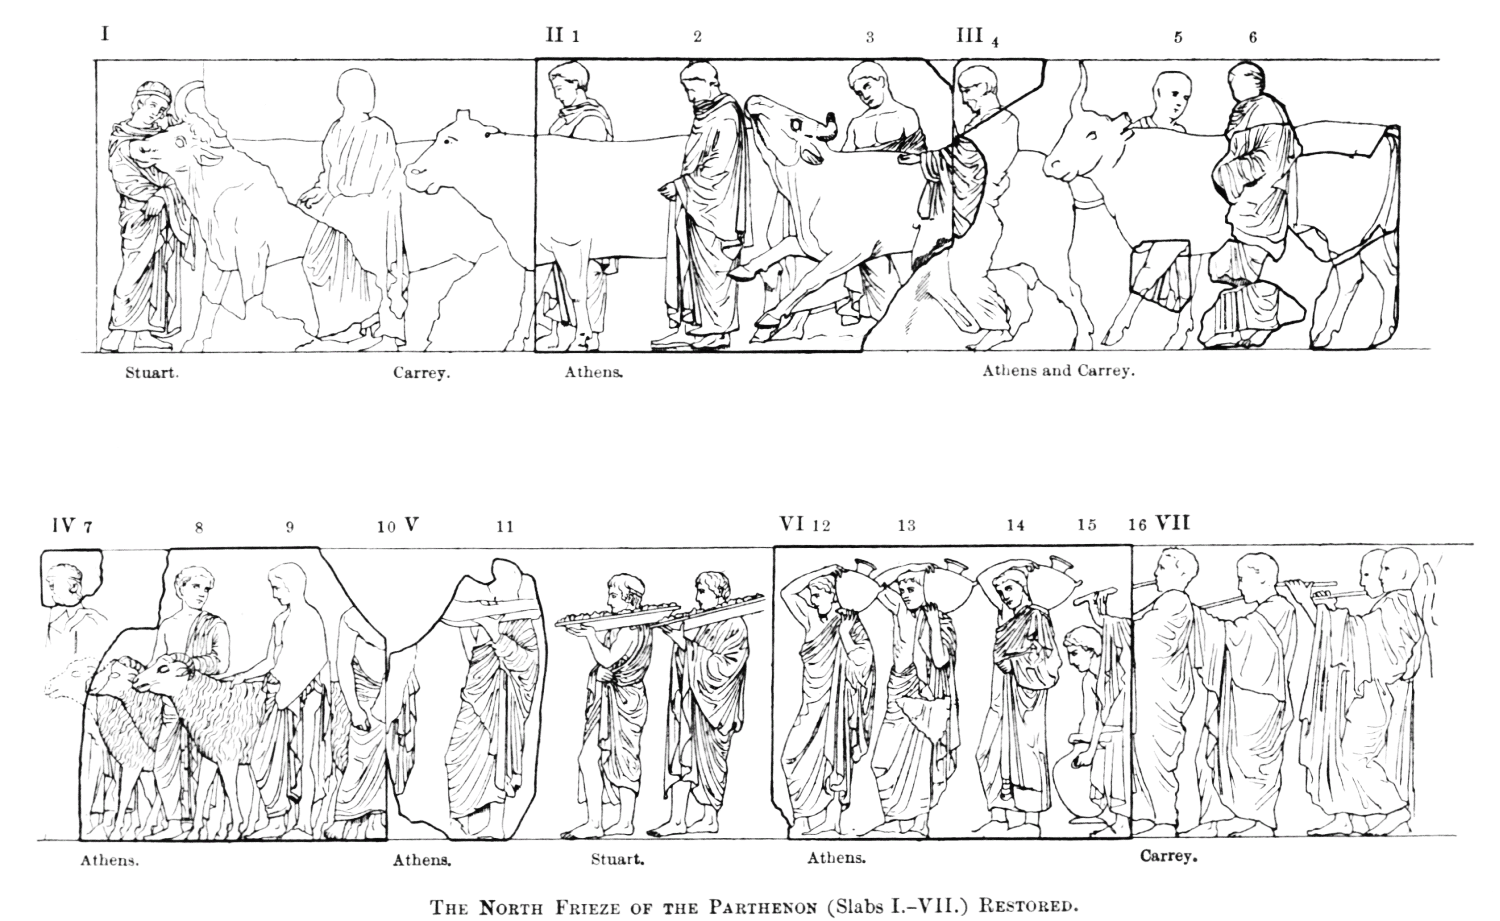 I II 1 2 3 III 4 5 6
Stuart. Carrey. Athens. Athens and Carrey.
IV 7 8 9 10 V 11 VI 12 13 14 15 16 VII
Athens. Athens. Stuart. Athens. Carrey.
THE NORTH FRIEZE OF THE PARTHENON (Slabs I.–VII.) RESTORED.